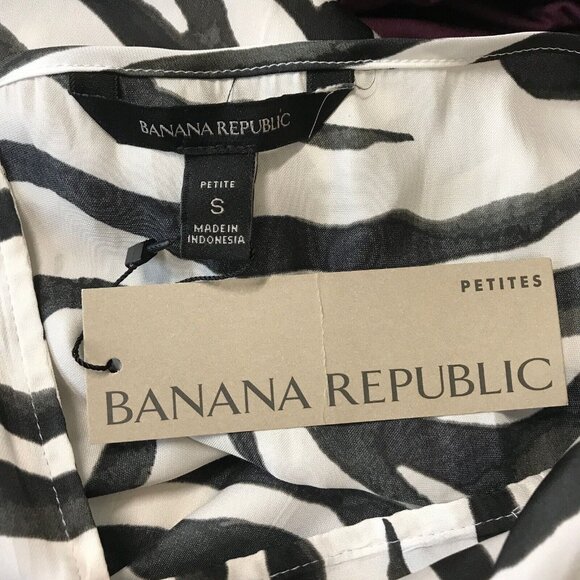 BANANA REPUBLIC
PETITE
S
MADE IN
INDONESIA
PETITES
BANANA REPUBLIC